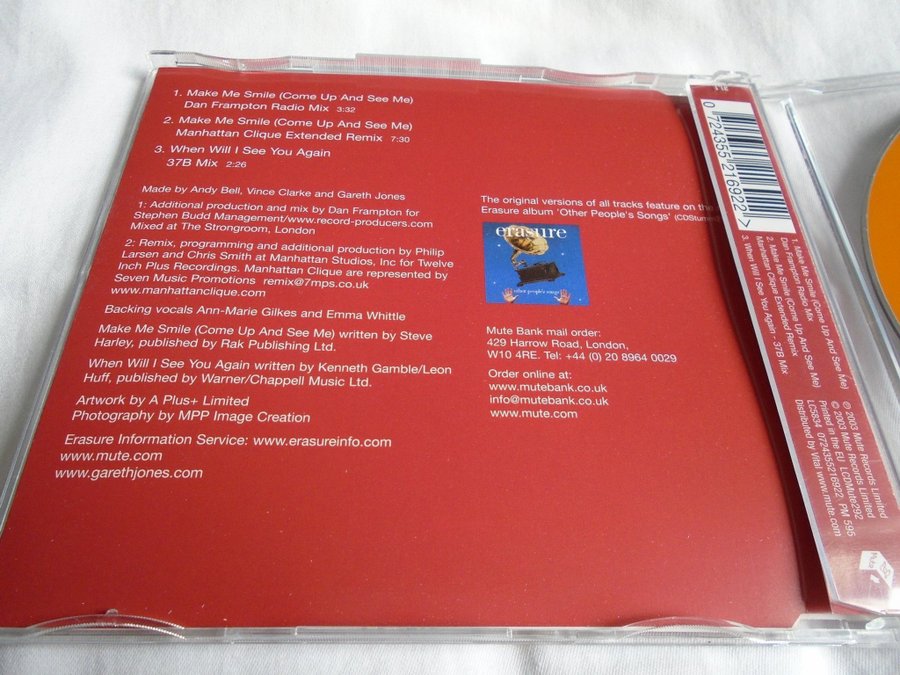 1. Make Me Smile (Come Up And See Me)
Dan Frampton Radio Mix 3:32
2. Make Me Smile (Come Up And See Me)
Manhattan Clique Extended Remix 7:30
3. When Will I See You Again
37B Mix 2:26
Made by Andy Bell, Vince Clarke and Gareth Jones
1: Additional production and mix by Dan Frampton for
Stephen Budd Management/www.record-producers.com
Mixed at The Strongroom, London
2: Remix, programming and additional production by Philip
Larsen and Chris Smith at Manhattan Studios, Inc for Twelve
Inch Plus Recordings. Manhattan Clique are represented by
Seven Music Promotions remix@7mps.co.uk
www.manhattanclique.com
Backing vocals Ann-Marie Gilkes and Emma Whittle
Make Me Smile (Come Up And See Me) written by Steve
Harley, published by Rak Publishing Ltd.
When Will I See You Again written by Kenneth Gamble/Leon
Huff, published by Warner/Chappell Music Ltd.
Artwork by A Plus+ Limited
Photography by MPP Image Creation
Erasure Information Service: www.erasureinfo.com
www.mute.com
www.garethjones.com
The original versions of all tracks feature on the
Erasure album 'Other People's Songs'
erasure
other people's songs
Mute Bank mail order:
429 Harrow Road, London,
W10 4RE. Tel: +44 (0) 20 8964 0029
Order online at:
www.mutebank.co.uk
info@mutebank.co.uk
www.mute.com
0 724355 216922 >
1. Make Me Smile (Come Up And See Me)
Dan Frampton Radio Mix
2. Make Me Smile (Come Up And See Me)
Manhattan Clique Extended Remix
3. When Will I See You Again - 37B Mix
℗ 2003 Mute Records Limited
© 2003 Mute Records Limited
Printed in the EU LCDMute292
LC5834 0724355216922 PM 595
Distributed by Vital www.mute.com